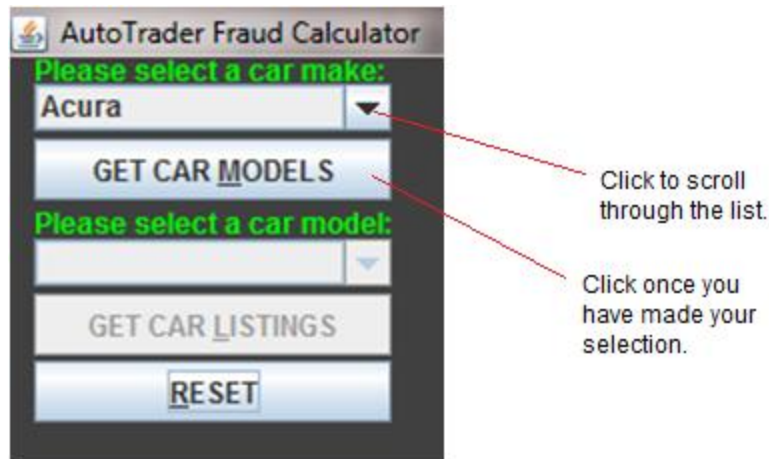 AutoTrader Fraud Calculator
Please select a car make:
Acura
GET CAR MODELS
Please select a car model:
GET CAR LISTINGS
RESET
Click to scroll
through the list.
Click once you
have made your
selection.